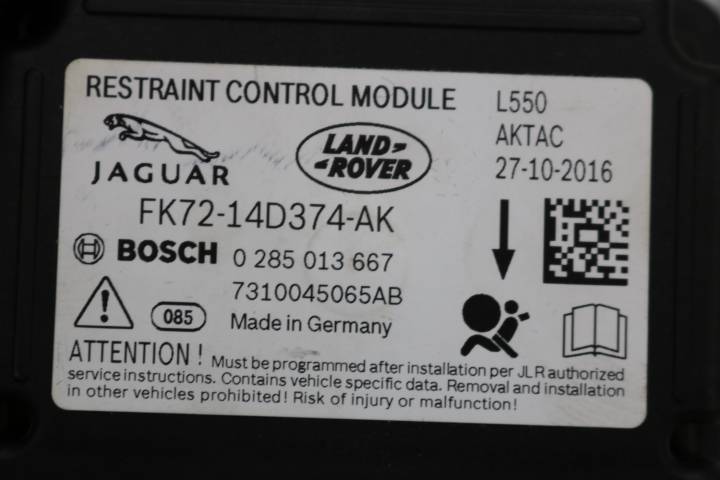 RESTRAINT CONTROL MODULE L550
AKTAC
27-10-2016
JAGUAR
LAND-
-ROVER
FK72-14D374-AK
BOSCH 0 285 013 667
7310045065AB
085 Made in Germany
ATTENTION ! Must be programmed after installation per JLR authorized
service instructions. Contains vehicle specific data. Removal and installation
in other vehicles prohibited! Risk of injury or malfunction!